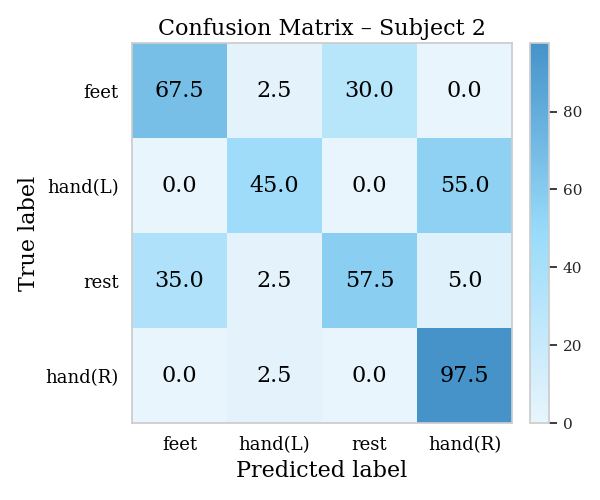 Confusion Matrix – Subject 2
feet 67.5 2.5 30.0 0.0
hand(L) 0.0 45.0 0.0 55.0
rest 35.0 2.5 57.5 5.0
hand(R) 0.0 2.5 0.0 97.5
feet hand(L) rest hand(R)
Predicted label
True label
80
60
40
20
0